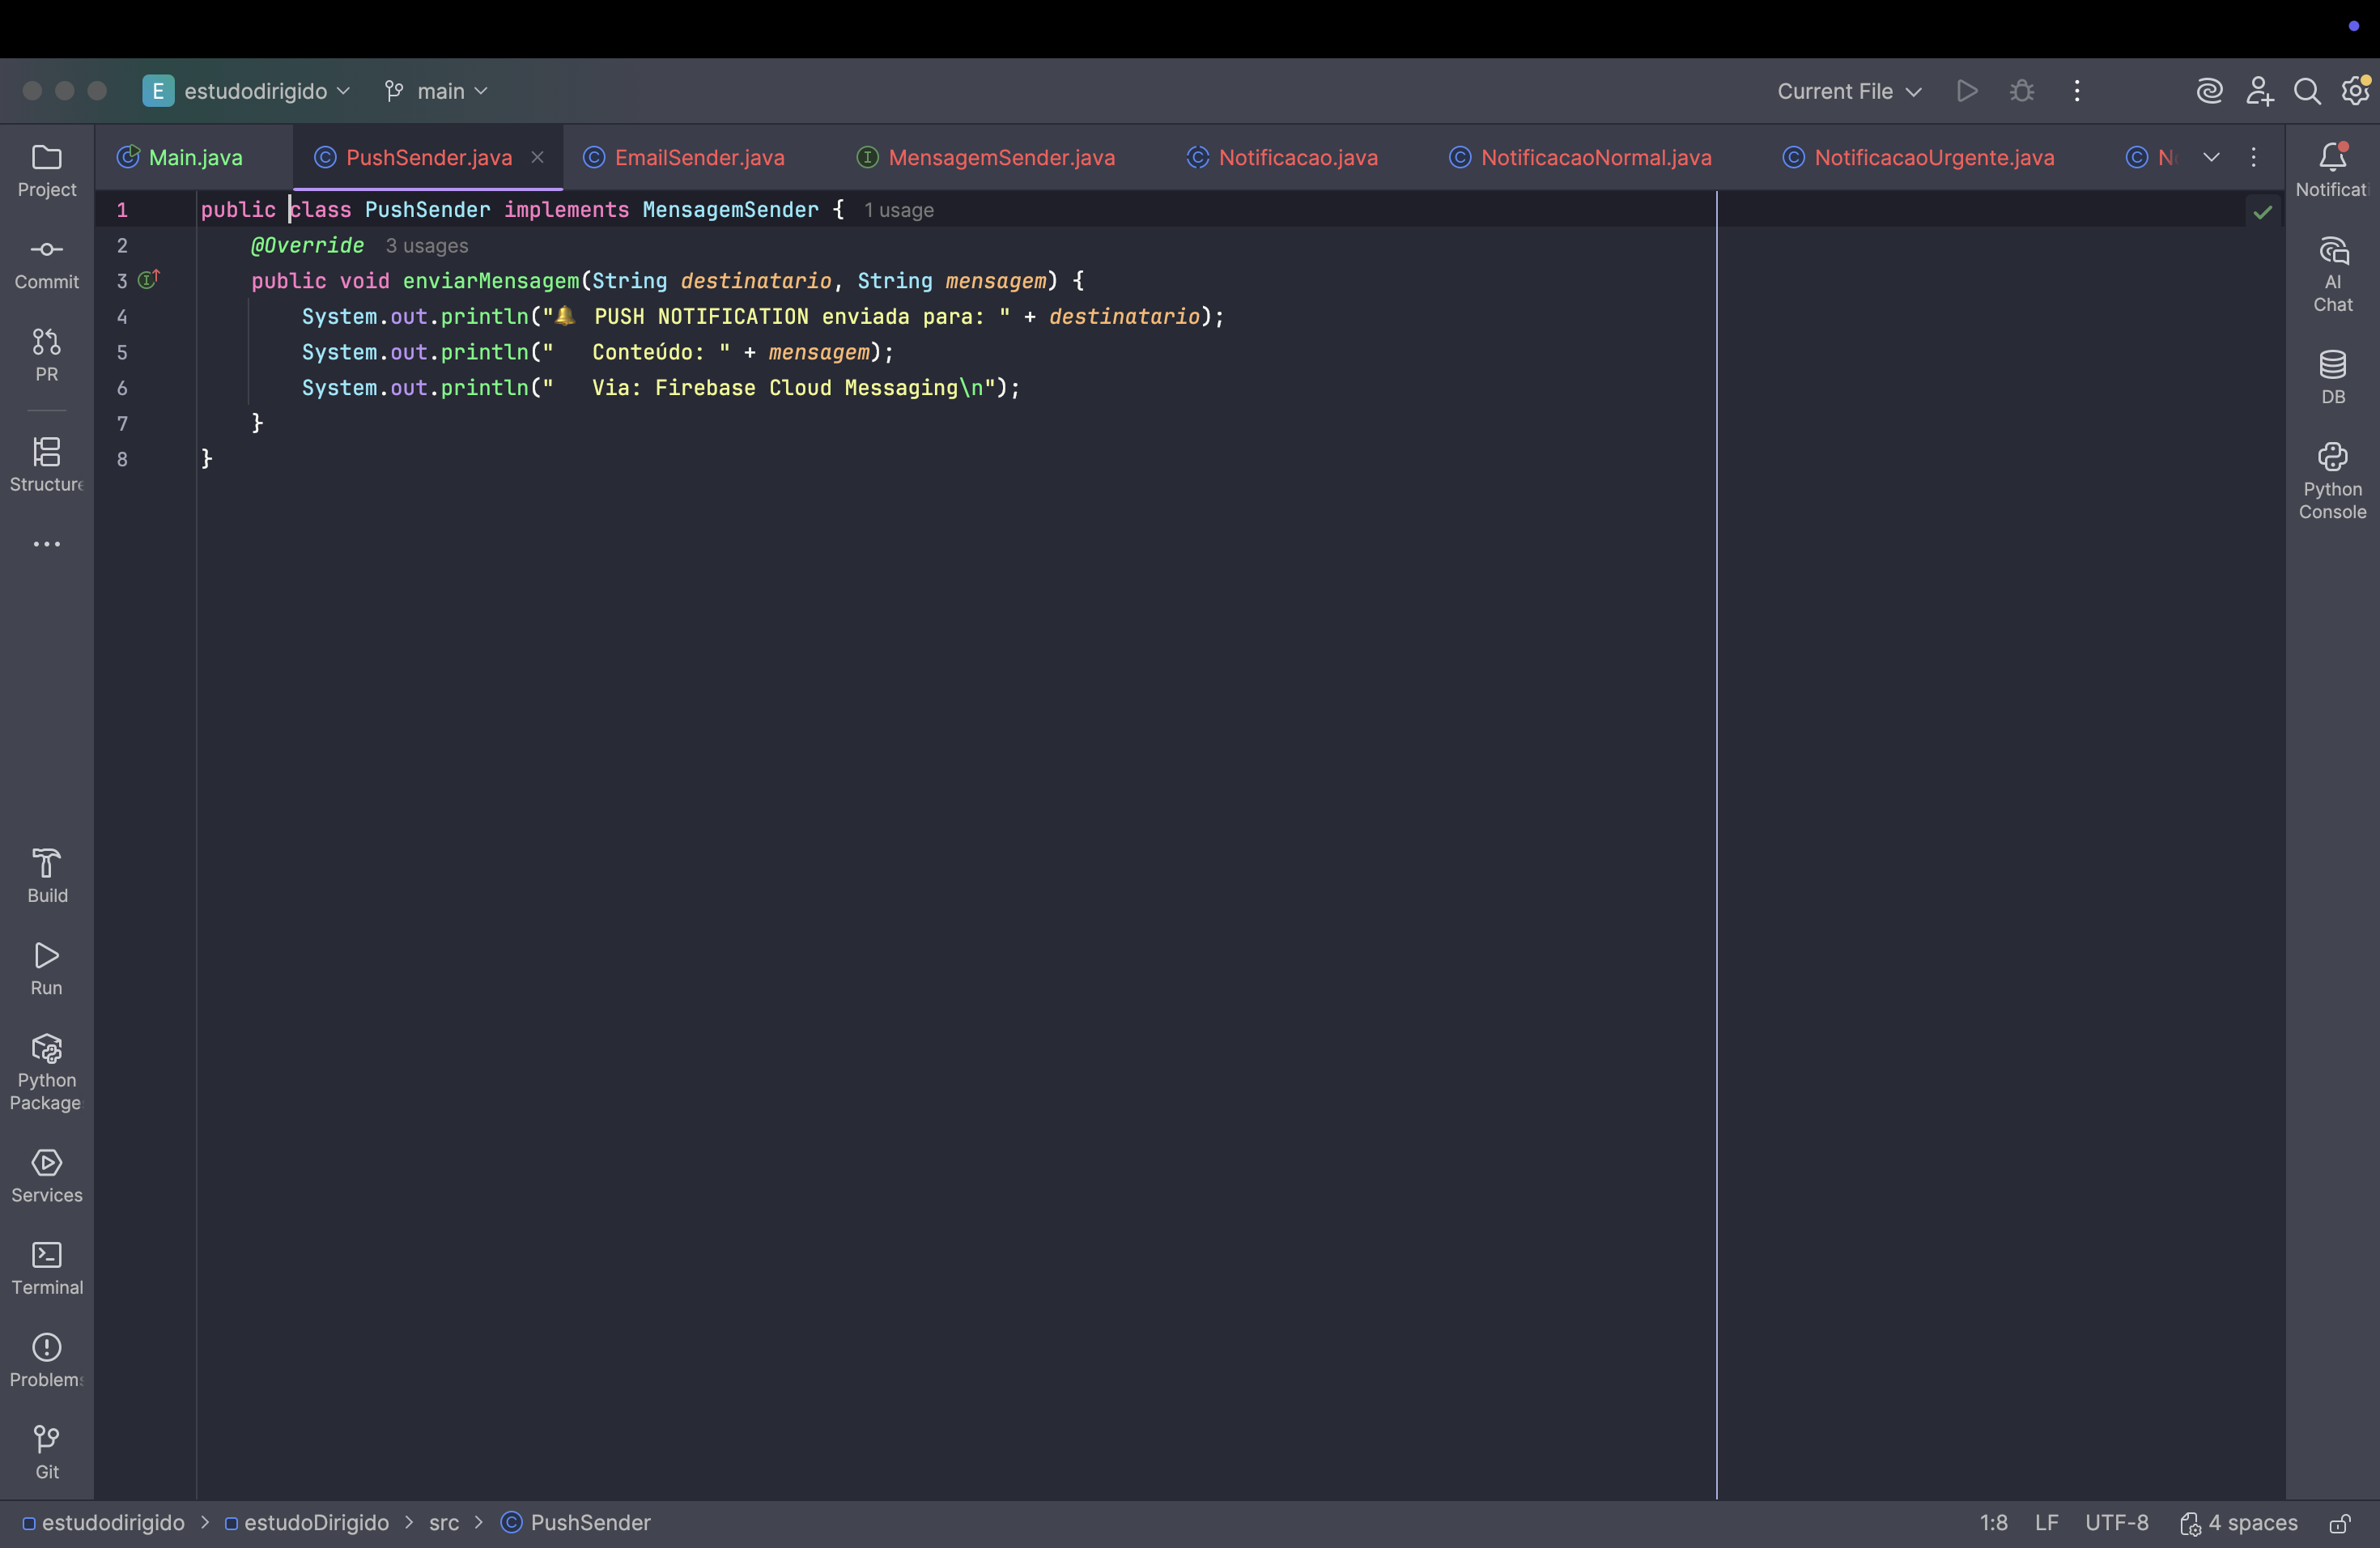 E estudodirigido main Current File
Project
Commit
PR
Structure
Build
Run
Python
Package
Services
Terminal
Problems
Git
Main.java PushSender.java EmailSender.java MensagemSender.java Notificacao.java NotificacaoNormal.java NotificacaoUrgente.java
1 public class PushSender implements MensagemSender { 1 usage
2 @Override 3 usages
3 public void enviarMensagem(String destinatario, String mensagem) {
4 System.out.println("🔔 PUSH NOTIFICATION enviada para: " + destinatario);
5 System.out.println("   Conteúdo: " + mensagem);
6 System.out.println("   Via: Firebase Cloud Messaging\n");
7 }
8 }
Notificati
AI
Chat
DB
Python
Console
estudodirigido > estudoDirigido > src > PushSender 1:8 LF UTF-8 4 spaces